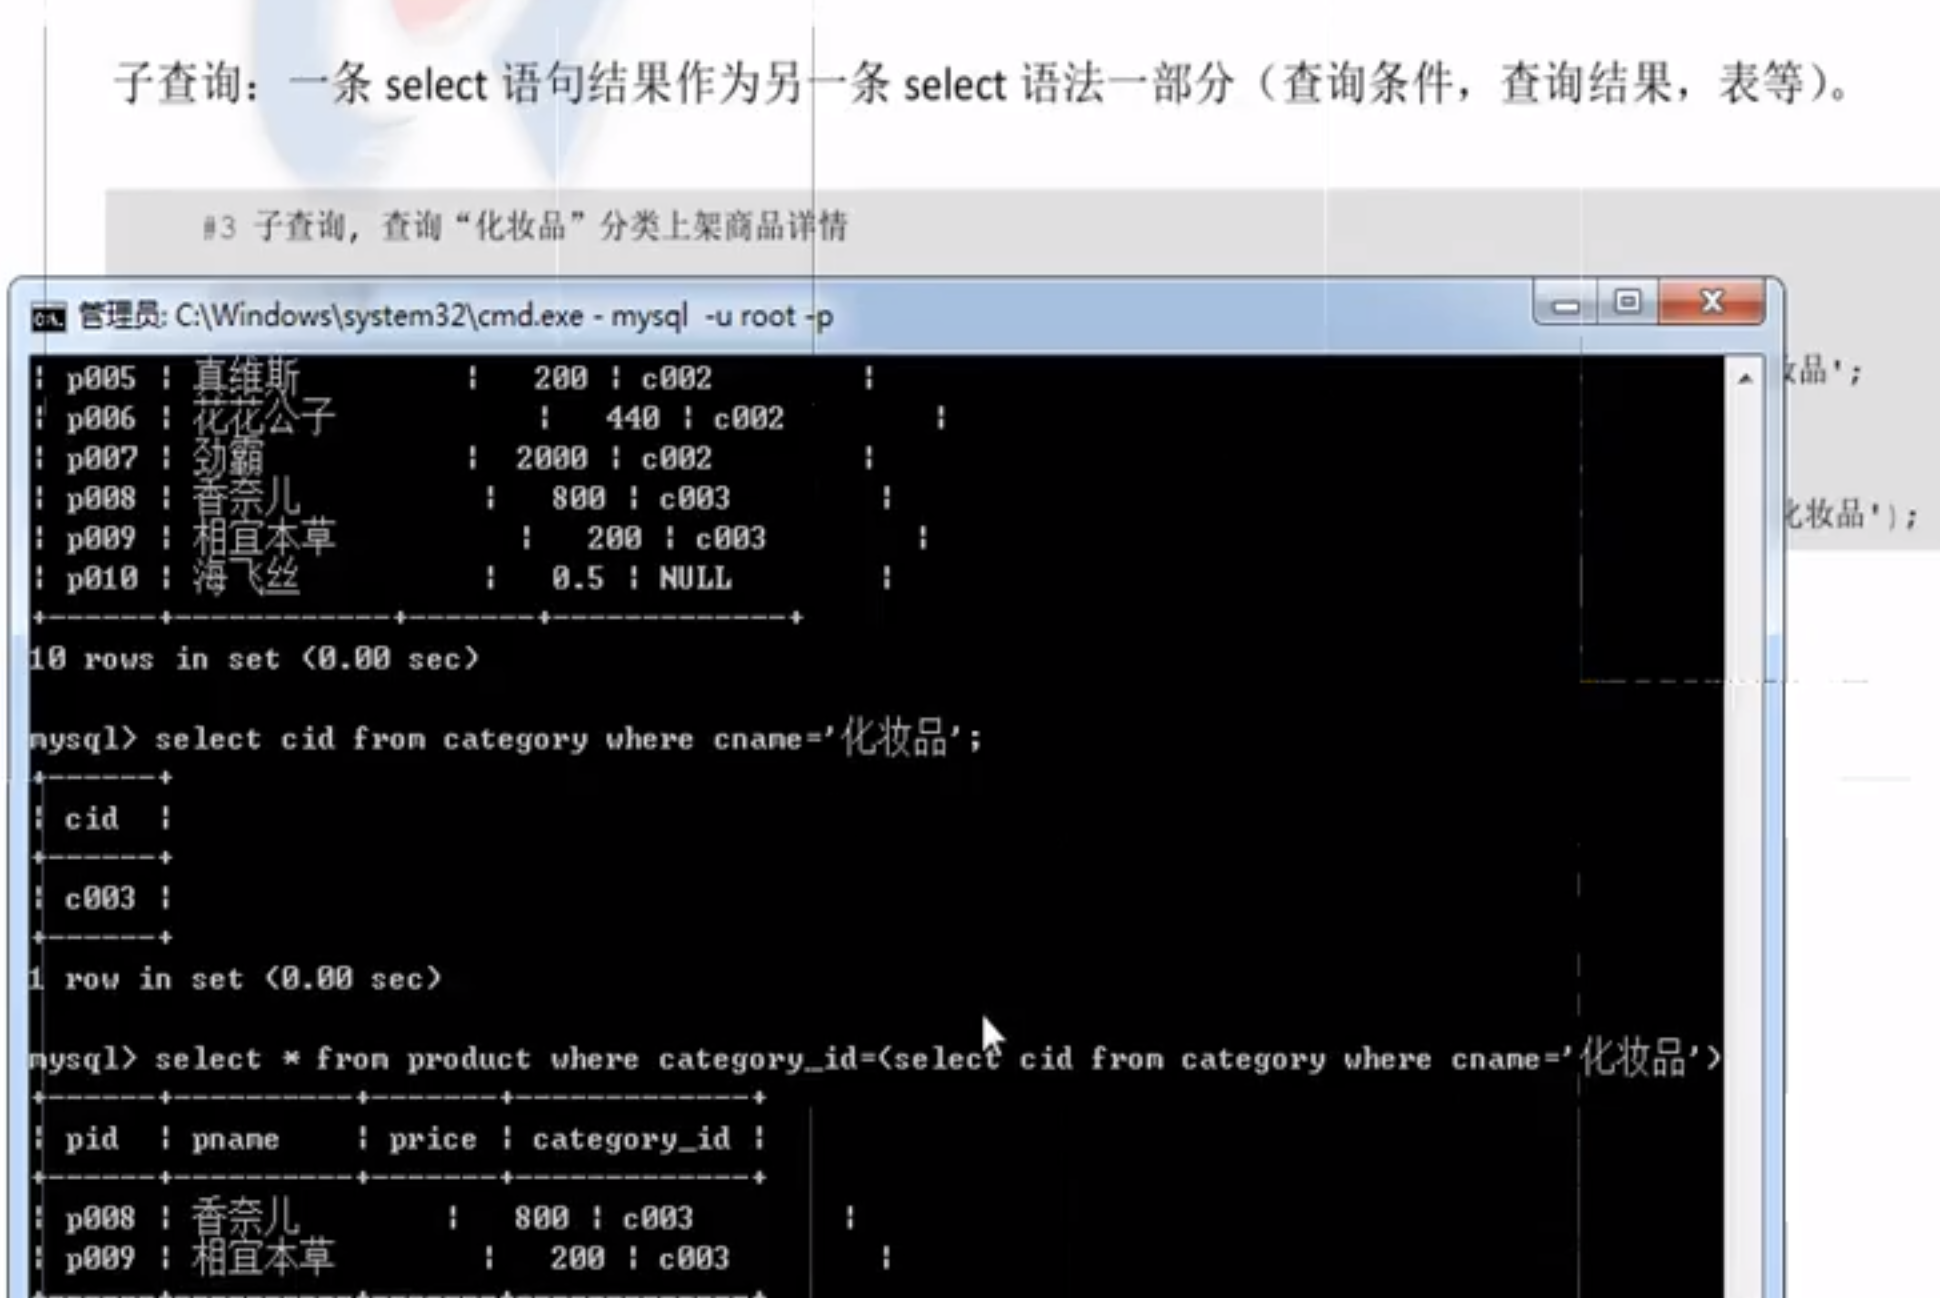 子查询：一条 select 语句结果作为另一条 select 语法一部分（查询条件，查询结果，表等）。
#3 子查询, 查询“化妆品”分类上架商品详情
管理员: C:\Windows\system32\cmd.exe - mysql -u root -p
品';
化妆品');
| p005 | 真维斯 | 200 | c002 |
| p006 | 花花公子 | 440 | c002 |
| p007 | 劲霸 | 2000 | c002 |
| p008 | 香奈儿 | 800 | c003 |
| p009 | 相宜本草 | 200 | c003 |
| p010 | 海飞丝 | 0.5 | NULL |
+------+------------+-------+-------------+
10 rows in set (0.00 sec)
mysql> select cid from category where cname='化妆品';
+------+
| cid |
+------+
| c003 |
+------+
1 row in set (0.00 sec)
mysql> select * from product where category_id=(select cid from category where cname='化妆品')
+------+----------+-------+-------------+
| pid | pname | price | category_id |
+------+----------+-------+-------------+
| p008 | 香奈儿 | 800 | c003 |
| p009 | 相宜本草 | 200 | c003 |
+------+----------+-------+-------------+